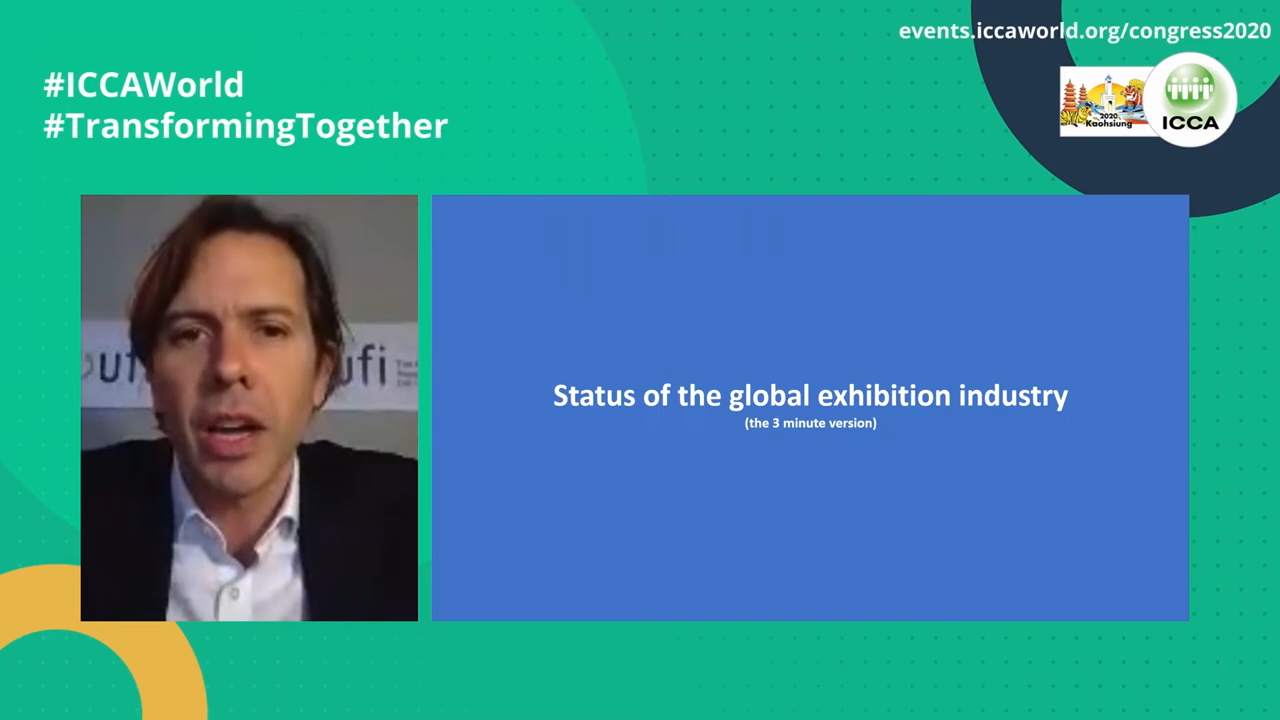 events.iccaworld.org/congress2020
#ICCAWorld
#TransformingTogether
2020
Kaohsiung
ICCA
ufi
ufi
Status of the global exhibition industry
(the 3 minute version)